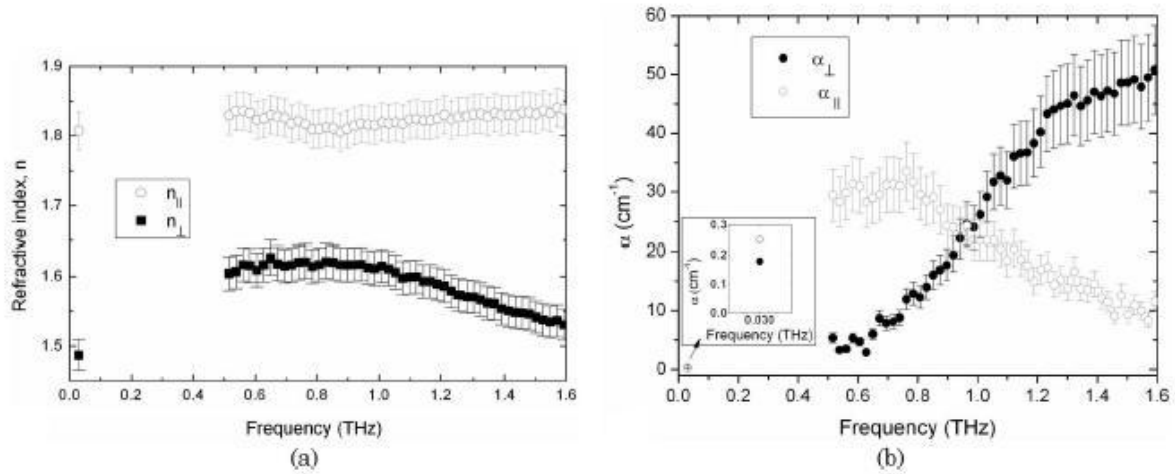 1.9
1.8
1.7
1.6
1.5
Refractive index, n
n||
n⊥
0.0 0.2 0.4 0.6 0.8 1.0 1.2 1.4 1.6
Frequency (THz)
(a)
60
50
40
30
20
10
0
α (cm⁻¹)
α⊥
α||
0.3
0.2
0.1
0.0
α (cm⁻¹)
0.030
Frequency (THz)
0.0 0.2 0.4 0.6 0.8 1.0 1.2 1.4 1.6
Frequency (THz)
(b)